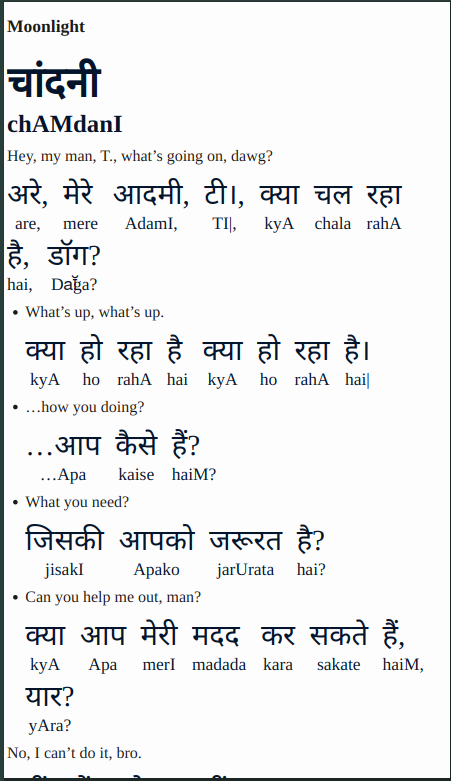 Moonlight
चांदनी
chAMdanI
Hey, my man, T., what’s going on, dawg?
अरे, मेरे आदमी, टी।, क्या चल रहा
are, mere AdamI, TI|, kyA chala rahA
है, डॉग?
hai, Daॅga?
• What’s up, what’s up.
क्या हो रहा है क्या हो रहा है।
kyA ho rahA hai kyA ho rahA hai|
• …how you doing?
…आप कैसे हैं?
…Apa kaise haiM?
• What you need?
जिसकी आपको जरूरत है?
jisakI Apako jarUrata hai?
• Can you help me out, man?
क्या आप मेरी मदद कर सकते हैं,
kyA Apa merI madada kara sakate haiM,
यार?
yAra?
No, I can’t do it, bro.